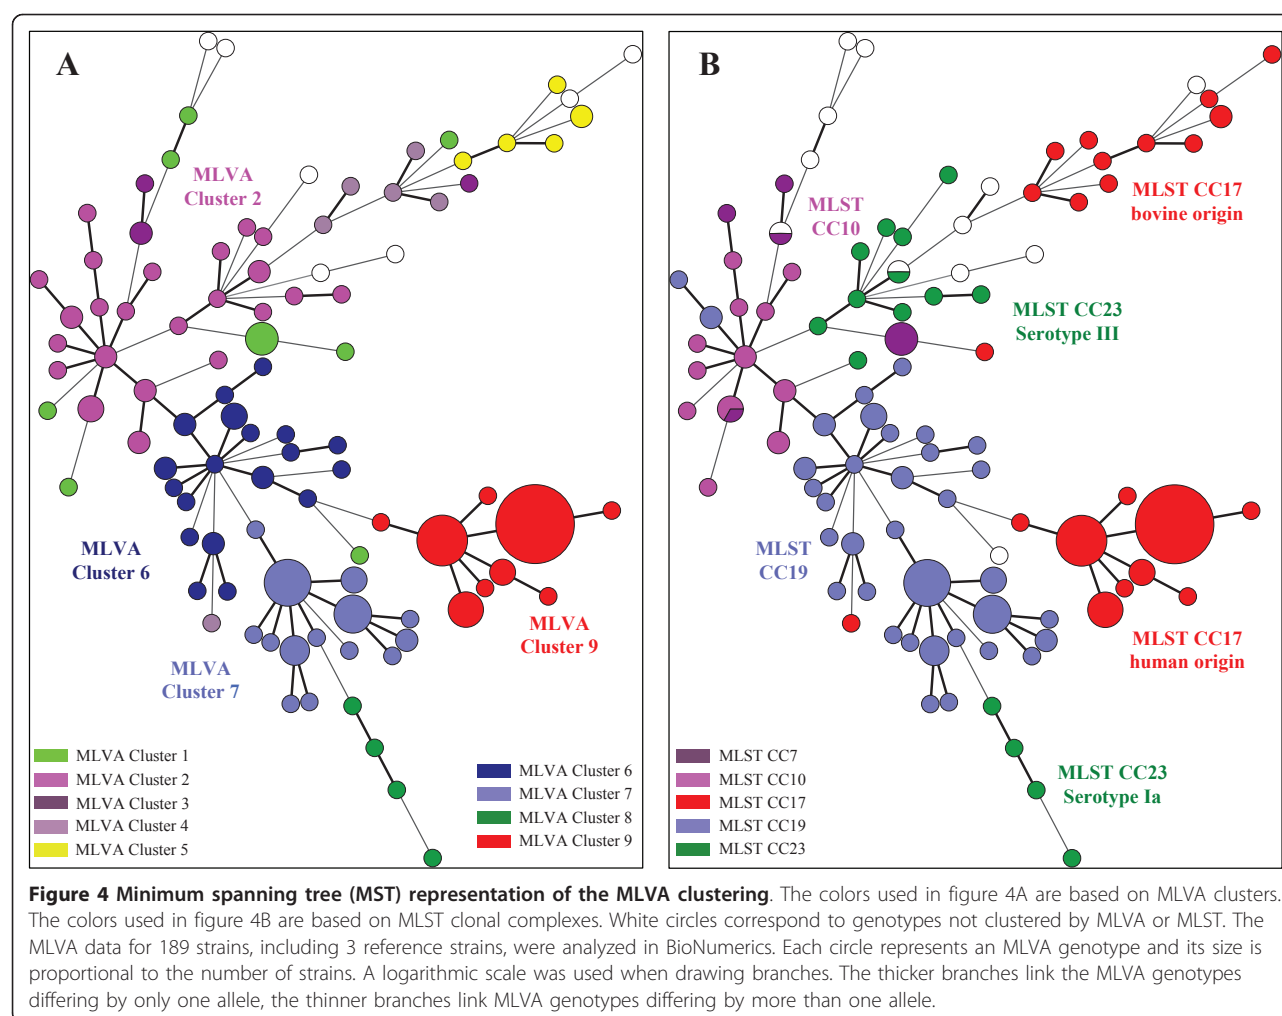 A
MLVA
Cluster 2
MLVA
Cluster 6
MLVA
Cluster 7
MLVA
Cluster 9
MLVA Cluster 1
MLVA Cluster 2
MLVA Cluster 3
MLVA Cluster 4
MLVA Cluster 5
MLVA Cluster 6
MLVA Cluster 7
MLVA Cluster 8
MLVA Cluster 9
B
MLST
CC10
MLST CC17
bovine origin
MLST CC23
Serotype III
MLST
CC19
MLST CC17
human origin
MLST CC23
Serotype Ia
MLST CC7
MLST CC10
MLST CC17
MLST CC19
MLST CC23
Figure 4 Minimum spanning tree (MST) representation of the MLVA clustering. The colors used in figure 4A are based on MLVA clusters.
The colors used in figure 4B are based on MLST clonal complexes. White circles correspond to genotypes not clustered by MLVA or MLST. The
MLVA data for 189 strains, including 3 reference strains, were analyzed in BioNumerics. Each circle represents an MLVA genotype and its size is
proportional to the number of strains. A logarithmic scale was used when drawing branches. The thicker branches link the MLVA genotypes
differing by only one allele, the thinner branches link MLVA genotypes differing by more than one allele.